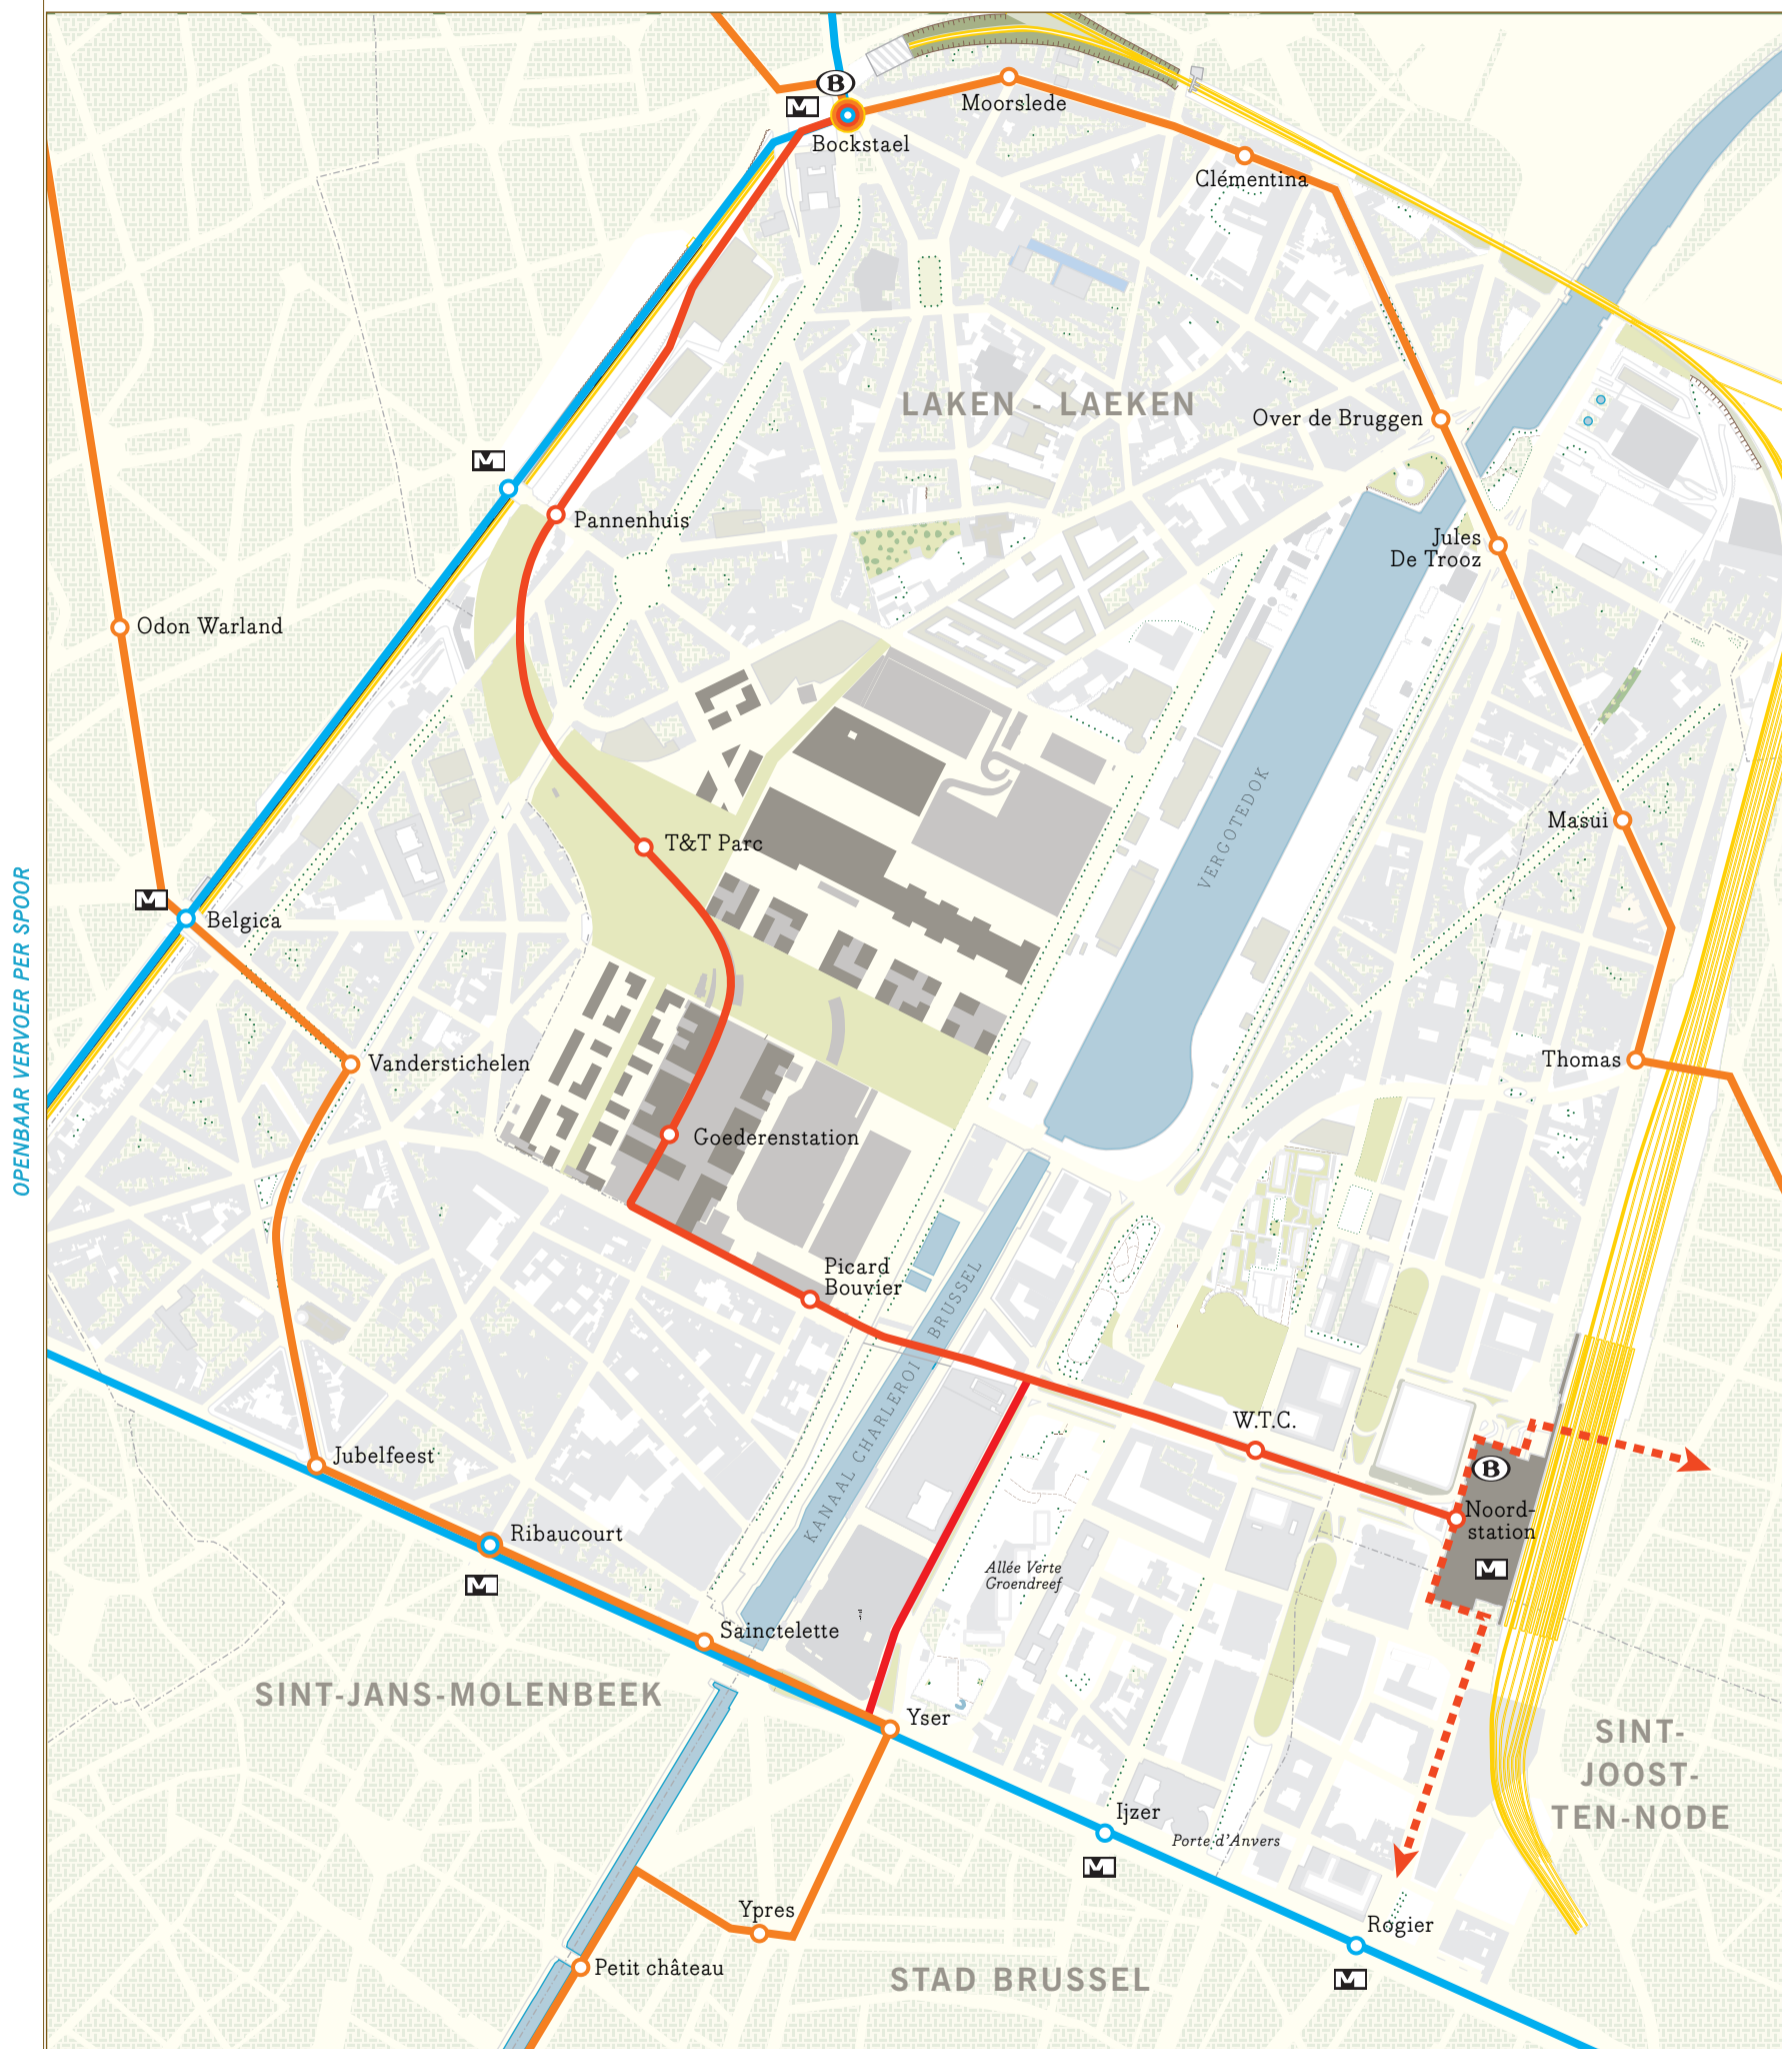 B
Moorslede
M
Bockstael
Clémentina
LAKEN - LAEKEN
Over de Bruggen
M
Pannenhuis
Jules
De Trooz
Odon Warland
VERGOTEDOK
Masui
T&T Parc
M
Belgica
OPENBAAR VERVOER PER SPOOR
Vanderstichelen
Thomas
Goederenstation
Picard
Bouvier
KANAAL CHARLEROI BRUSSEL
W.T.C.
Jubelfeest
B
Noord-
station
Ribaucourt
M
M
Allée Verte
Groendreef
Sainctelette
SINT-JANS-MOLENBEEK
Yser
SINT-
JOOST-
TEN-NODE
Ijzer
Porte d'Anvers
M
Ypres
Rogier
Petit château
STAD BRUSSEL
M